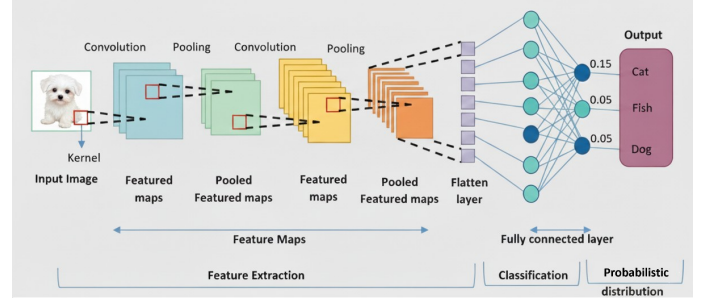 Convolution
Pooling
Convolution
Pooling
Output
0.15
Cat
0.05
Fish
0.05
Dog
Kernel
Input Image
Featured
maps
Pooled
Featured maps
Featured
maps
Pooled
Featured maps
Flatten
layer
Feature Maps
Fully connected layer
Feature Extraction
Classification
Probabilistic
distribution